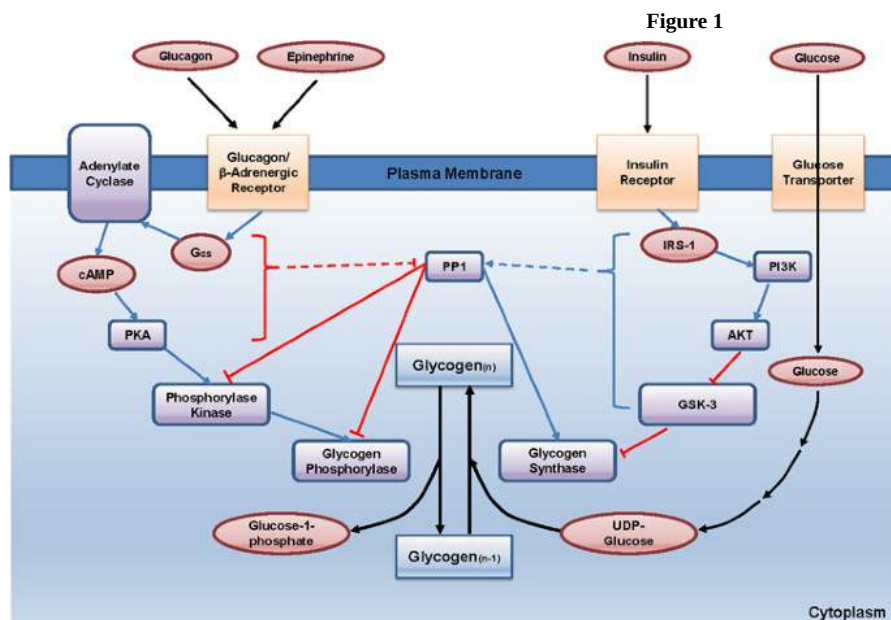 Figure 1
Glucagon
Epinephrine
Insulin
Glucose
Adenylate
Cyclase
Glucagon/
β-Adrenergic
Receptor
Plasma Membrane
Insulin
Receptor
Glucose
Transporter
Gαs
IRS-1
cAMP
PP1
PI3K
PKA
AKT
Glycogen(n)
Glucose
Phosphorylase
Kinase
GSK-3
Glycogen
Phosphorylase
Glycogen
Synthase
Glucose-1-
phosphate
UDP-
Glucose
Glycogen(n-1)
Cytoplasm